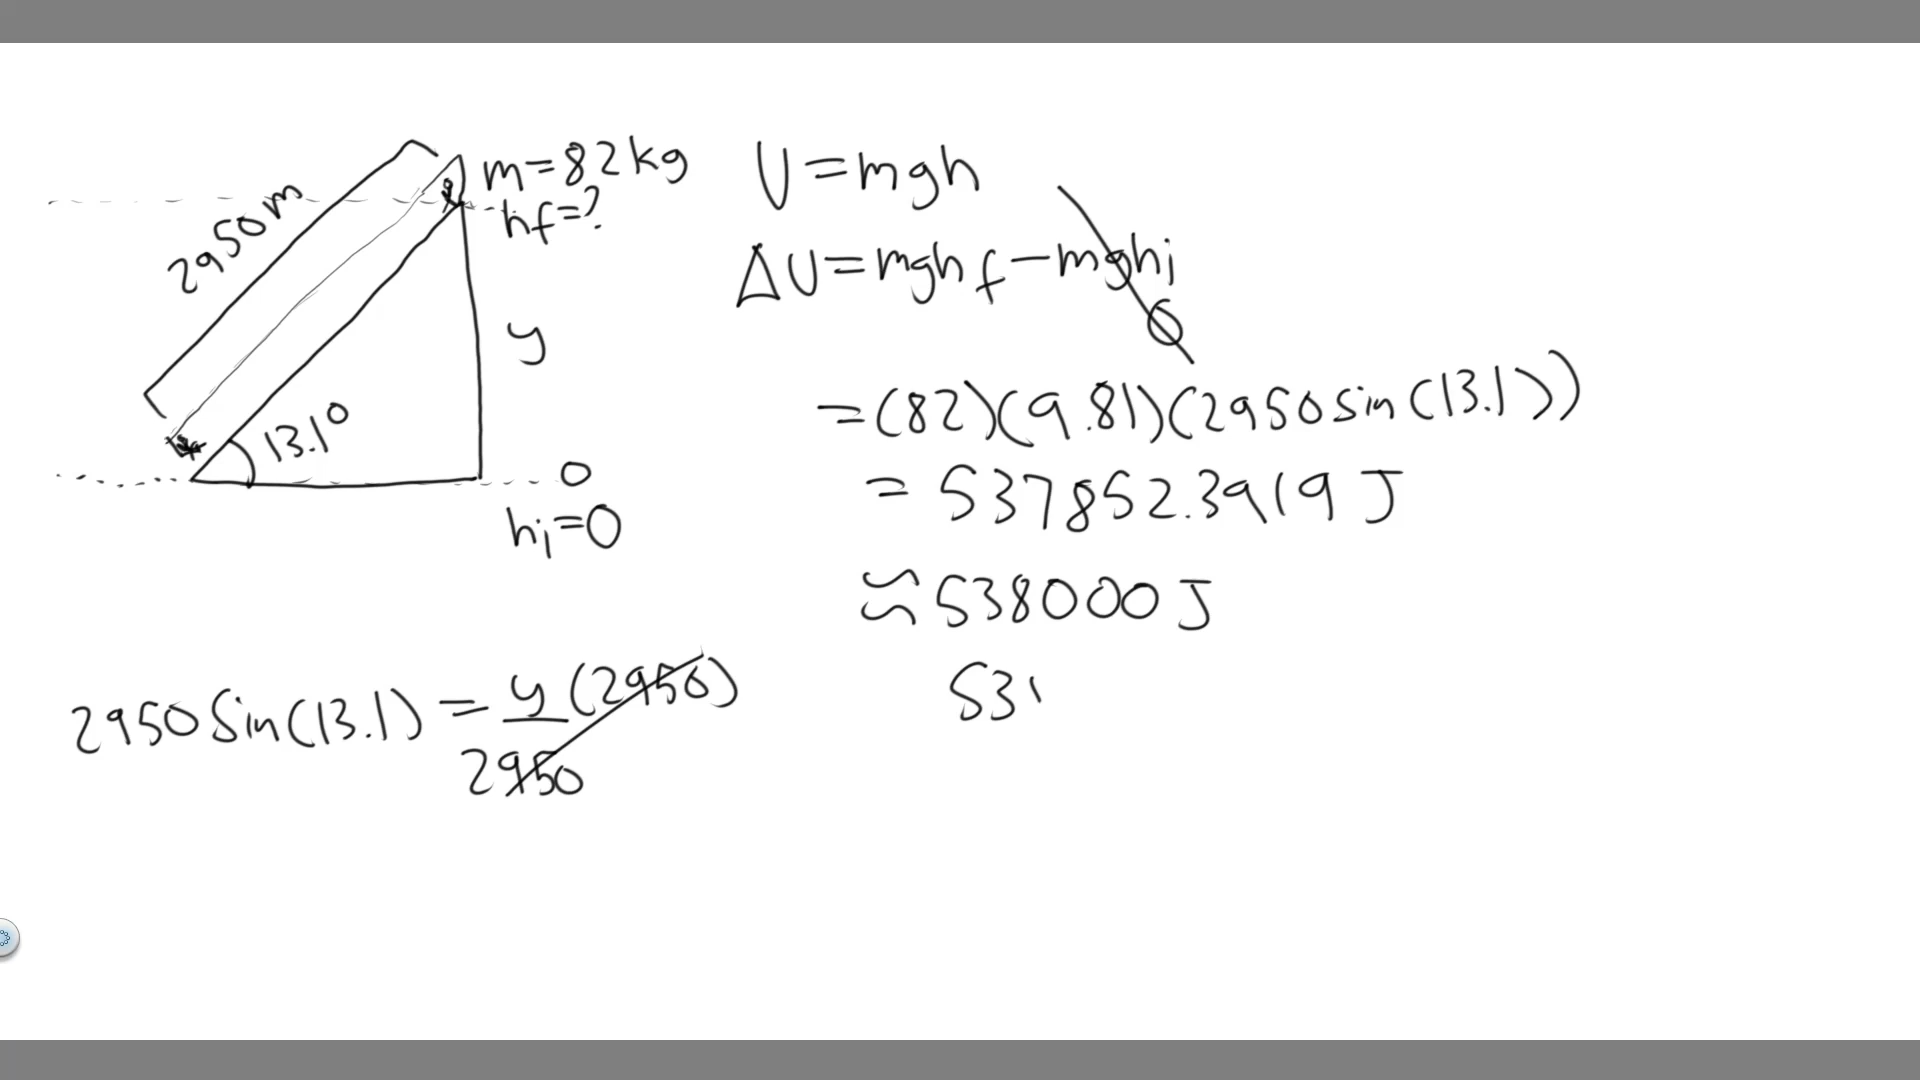 2950m
m=82kg
hf=?
y
13.1°
0
hi=0
2950Sin(13.1) = y(2950)
2950
U=mgh
ΔU=mghf-mghi
0
=(82)(9.81)(2950sin(13.1))
= 537852.3919 J
≈ 538000 J
53